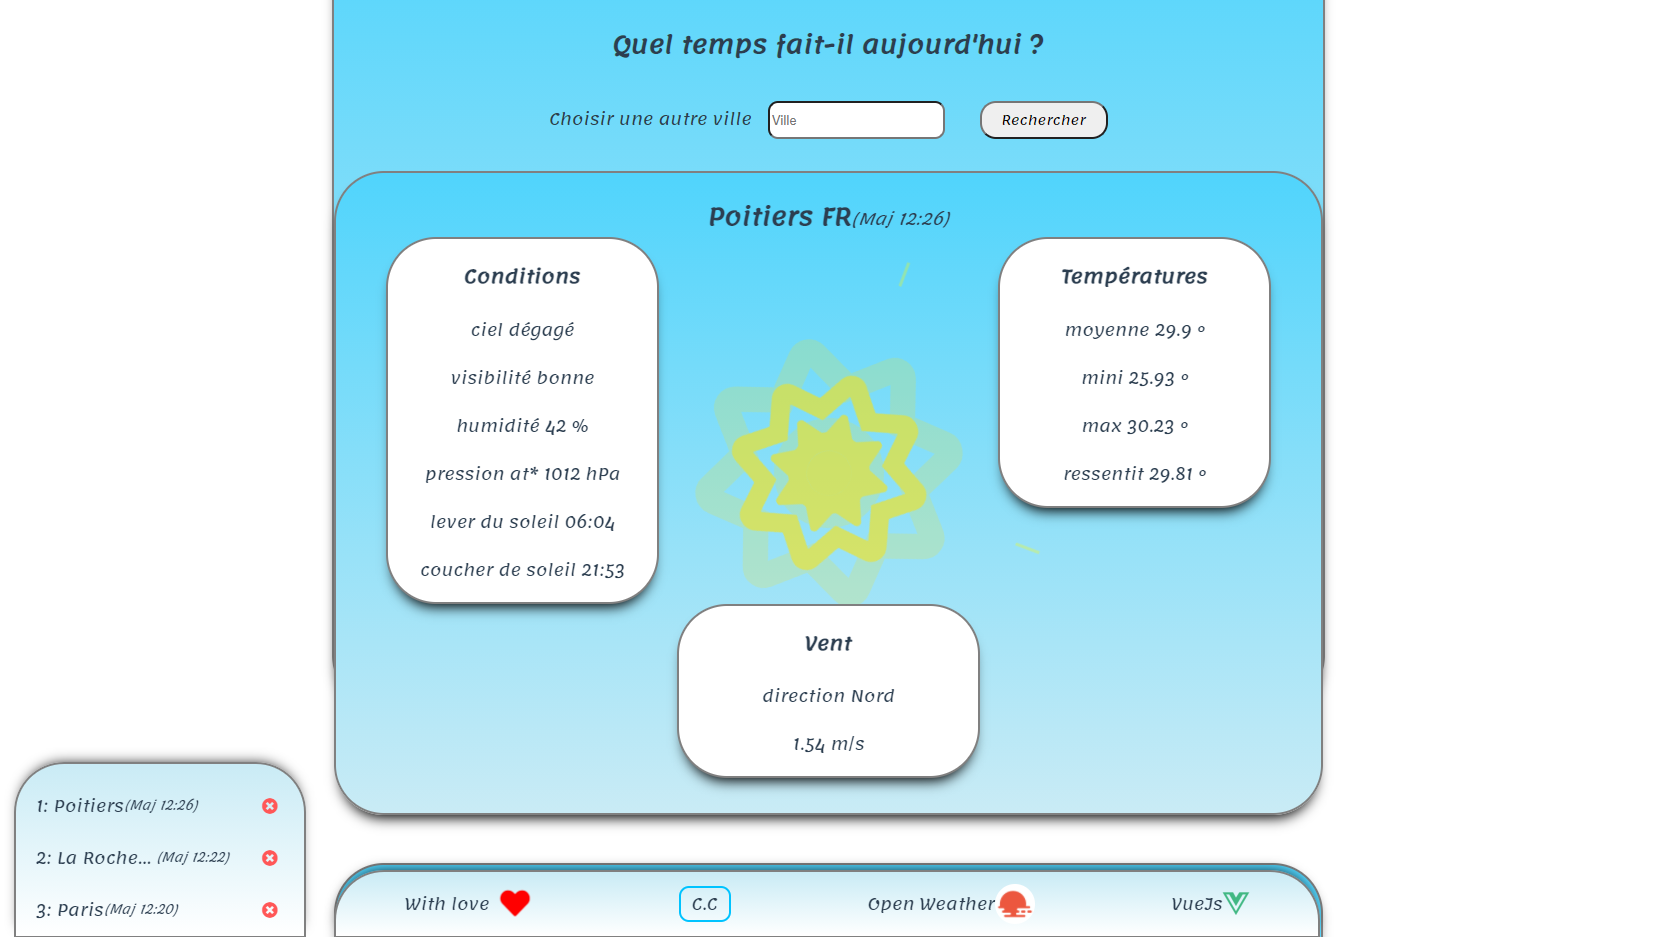 Quel temps fait-il aujourd'hui ?
Choisir une autre ville
Ville
Rechercher
Poitiers FR(Maj 12:26)
Conditions
ciel dégagé
visibilité bonne
humidité 42 %
pression at* 1012 hPa
lever du soleil 06:04
coucher de soleil 21:53
Températures
moyenne 29.9 °
mini 25.93 °
max 30.23 °
ressentit 29.81 °
Vent
direction Nord
1.54 m/s
1: Poitiers(Maj 12:26)
2: La Roche... (Maj 12:22)
3: Paris(Maj 12:20)
With love
C.C
Open Weather
VueJs